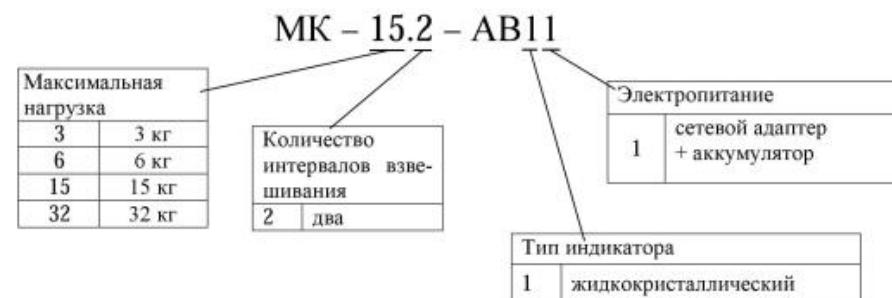 МК – 15.2 – АВ11
Максимальная
нагрузка
3 3 кг
6 6 кг
15 15 кг
32 32 кг
Количество
интервалов взве-
шивания
2 два
Электропитание
1 сетевой адаптер
+ аккумулятор
Тип индикатора
1 жидкокристаллический